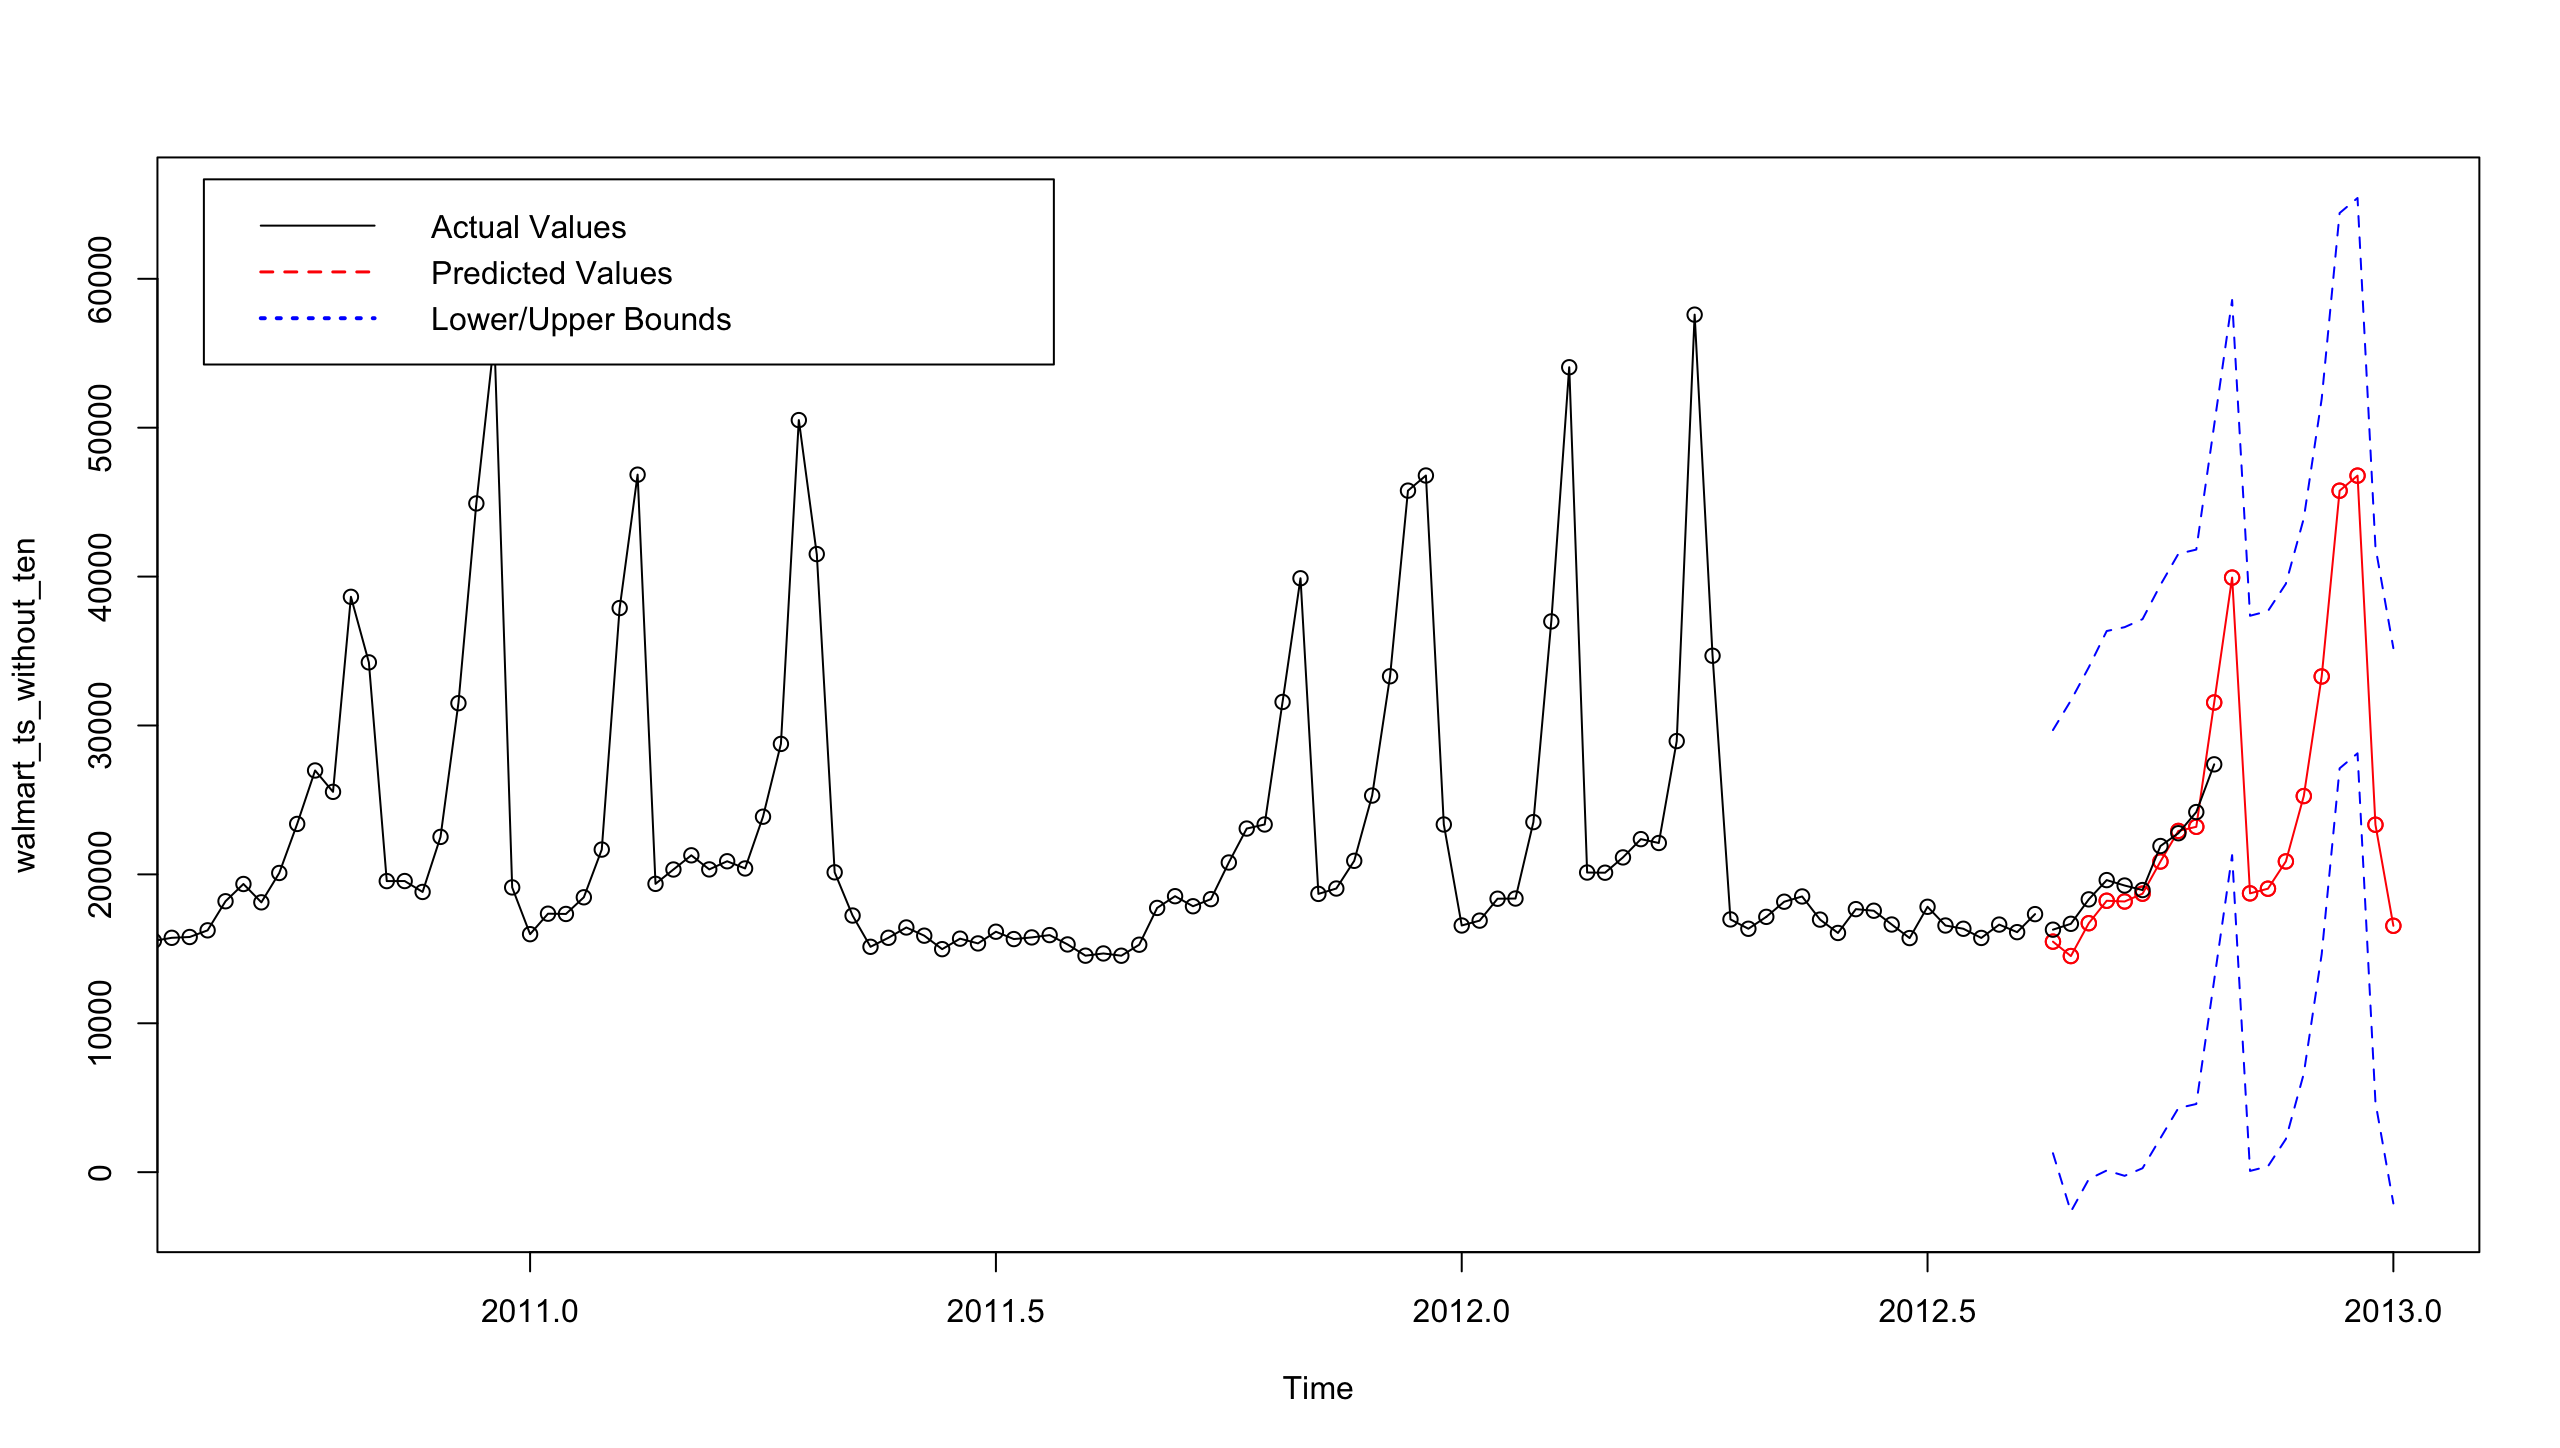 Actual Values
Predicted Values
Lower/Upper Bounds
walmart_ts_without_ten
60000
50000
40000
30000
20000
10000
0
2011.0 2011.5 2012.0 2012.5 2013.0
Time